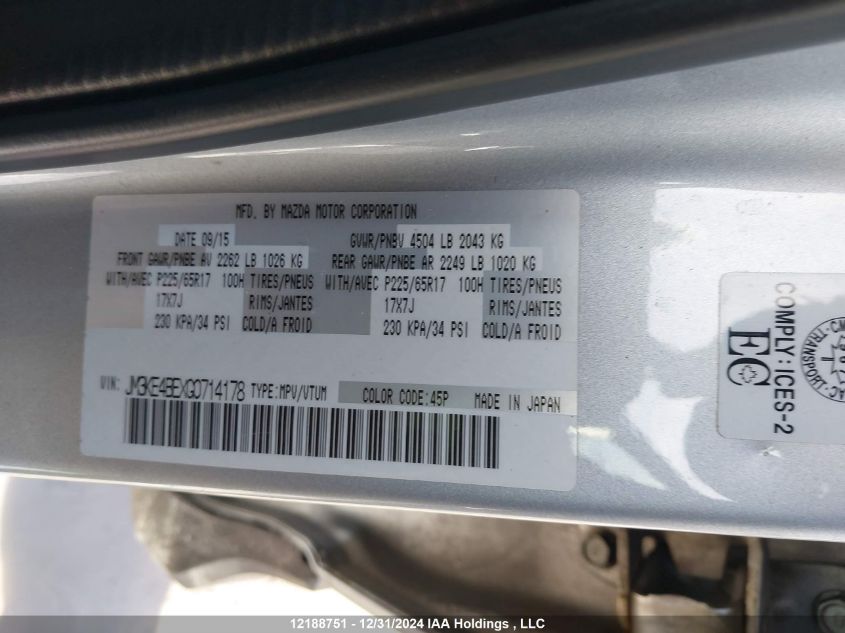 MFD. BY MAZDA MOTOR CORPORATION
DATE 09/15 GVWR/PNBV 4504 LB 2043 KG
FRONT GAWR/PNBE AV 2262 LB 1026 KG REAR GAWR/PNBE AR 2249 LB 1020 KG
WITH/AVEC P225/65R17 100H TIRES/PNEUS WITH/AVEC P225/65R17 100H TIRES/PNEUS
17X7J RIMS/JANTES 17X7J RIMS/JANTES
230 KPA/34 PSI COLD/A FROID 230 KPA/34 PSI COLD/A FROID
VIN: JM3KE4BEXG0714178 TYPE:MPV/VTUM COLOR CODE:45P MADE IN JAPAN
COMPLY:ICES-2
EC
12188751 - 12/31/2024 IAA Holdings , LLC